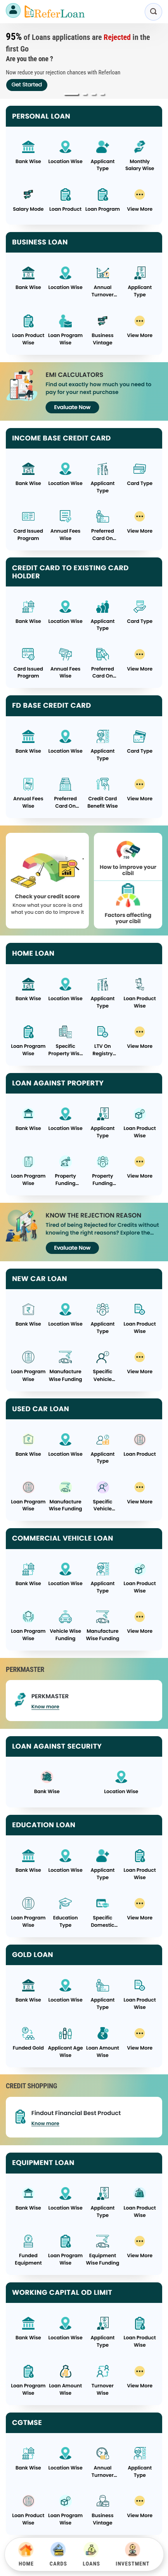 ReferLoan
95% of Loans applications are Rejected in the
first Go
Are you the one ?
Now reduce your rejection chances with Referloan
Get Started
PERSONAL LOAN
Bank Wise Location Wise Applicant Type Monthly Salary Wise
Salary Mode Loan Product Loan Program View More
BUSINESS LOAN
Bank Wise Location Wise Annual Turnover... Applicant Type
Loan Product Wise Loan Program Wise Business Vintage View More
EMI CALCULATORS
Find out exactly how much you need to
pay for your next purchase
Evaluate Now
INCOME BASE CREDIT CARD
Bank Wise Location Wise Applicant Type Card Type
Card Issued Program Annual Fees Wise Preferred Card On... View More
CREDIT CARD TO EXISTING CARD
HOLDER
Bank Wise Location Wise Applicant Type Card Type
Card Issued Program Annual Fees Wise Preferred Card On... View More
FD BASE CREDIT CARD
Bank Wise Location Wise Applicant Type Card Type
Annual Fees Wise Preferred Card On... Credit Card Benefit Wise View More
Check your credit score
Know what your score is and
what you can do to improve it
How to improve your
cibil
Factors affecting
your cibil
HOME LOAN
Bank Wise Location Wise Applicant Type Loan Product Wise
Loan Program Wise Specific Property Wis... LTV On Registry... View More
LOAN AGAINST PROPERTY
Bank Wise Location Wise Applicant Type Loan Product Wise
Loan Program Wise Property Funding... Property Funding... View More
KNOW THE REJECTION REASON
Tired of being Rejected for Credits without
knowing the right reasons? Explore the...
Evaluate Now
NEW CAR LOAN
Bank Wise Location Wise Applicant Type Loan Product Wise
Loan Program Wise Manufacture Wise Funding Specific Vehicle... View More
USED CAR LOAN
Bank Wise Location Wise Applicant Type Loan Product
Loan Program Wise Manufacture Wise Funding Specific Vehicle... View More
COMMERCIAL VEHICLE LOAN
Bank Wise Location Wise Applicant Type Loan Product Wise
Loan Program Wise Vehicle Wise Funding Manufacture Wise Funding View More
PERKMASTER
PERKMASTER
Know more
LOAN AGAINST SECURITY
Bank Wise Location Wise
EDUCATION LOAN
Bank Wise Location Wise Applicant Type Loan Product Wise
Loan Program Wise Education Type Specific Domestic... View More
GOLD LOAN
Bank Wise Location Wise Applicant Type Loan Product Wise
Funded Gold Applicant Age Wise Loan Amount Wise View More
CREDIT SHOPPING
Findout Financial Best Product
Know more
EQUIPMENT LOAN
Bank Wise Location Wise Applicant Type Loan Product Wise
Funded Equipment Loan Program Wise Equipment Wise Funding View More
WORKING CAPITAL OD LIMIT
Bank Wise Location Wise Applicant Type Loan Product Wise
Loan Program Wise Loan Amount Wise Turnover Wise View More
CGTMSE
Bank Wise Location Wise Annual Turnover... Applicant Type
Loan Product Wise Loan Program Wise Business Vintage View More
HOME CARDS LOANS INVESTMENT